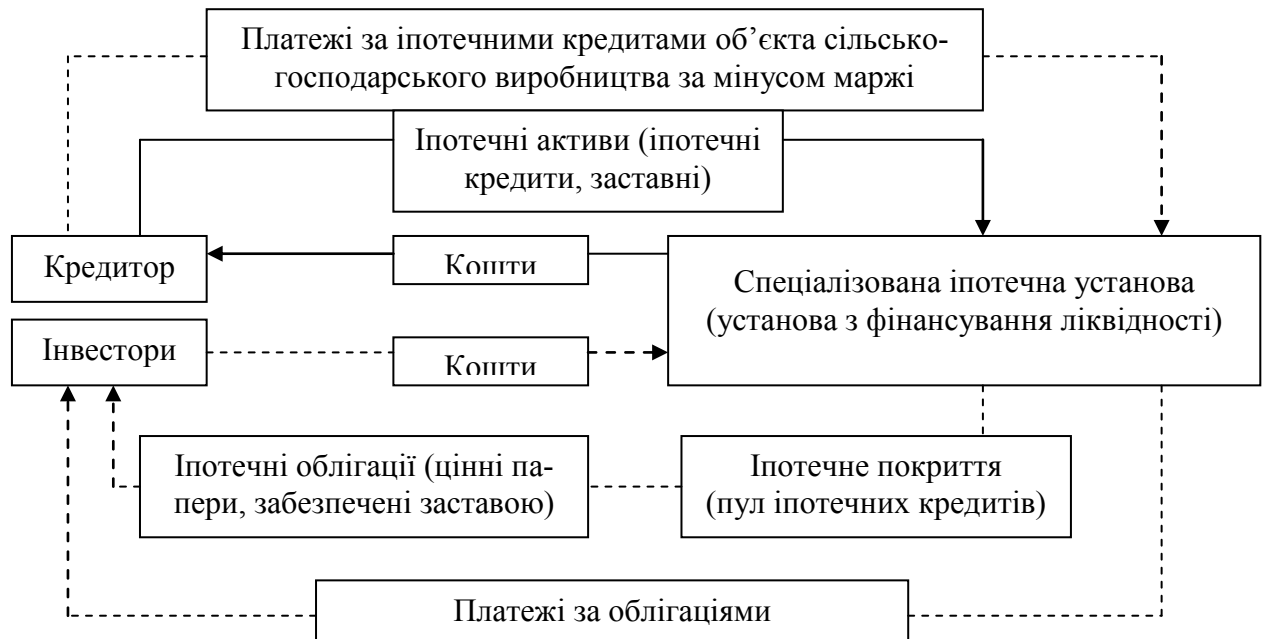 Платежі за іпотечними кредитами об’єкта сільсько-
господарського виробництва за мінусом маржі
Іпотечні активи (іпотечні
кредити, заставні)
Кредитор
Кошти
Спеціалізована іпотечна установа
(установа з фінансування ліквідності)
Інвестори
Кошти
Іпотечні облігації (цінні па-
пери, забезпечені заставою)
Іпотечне покриття
(пул іпотечних кредитів)
Платежі за облігаціями